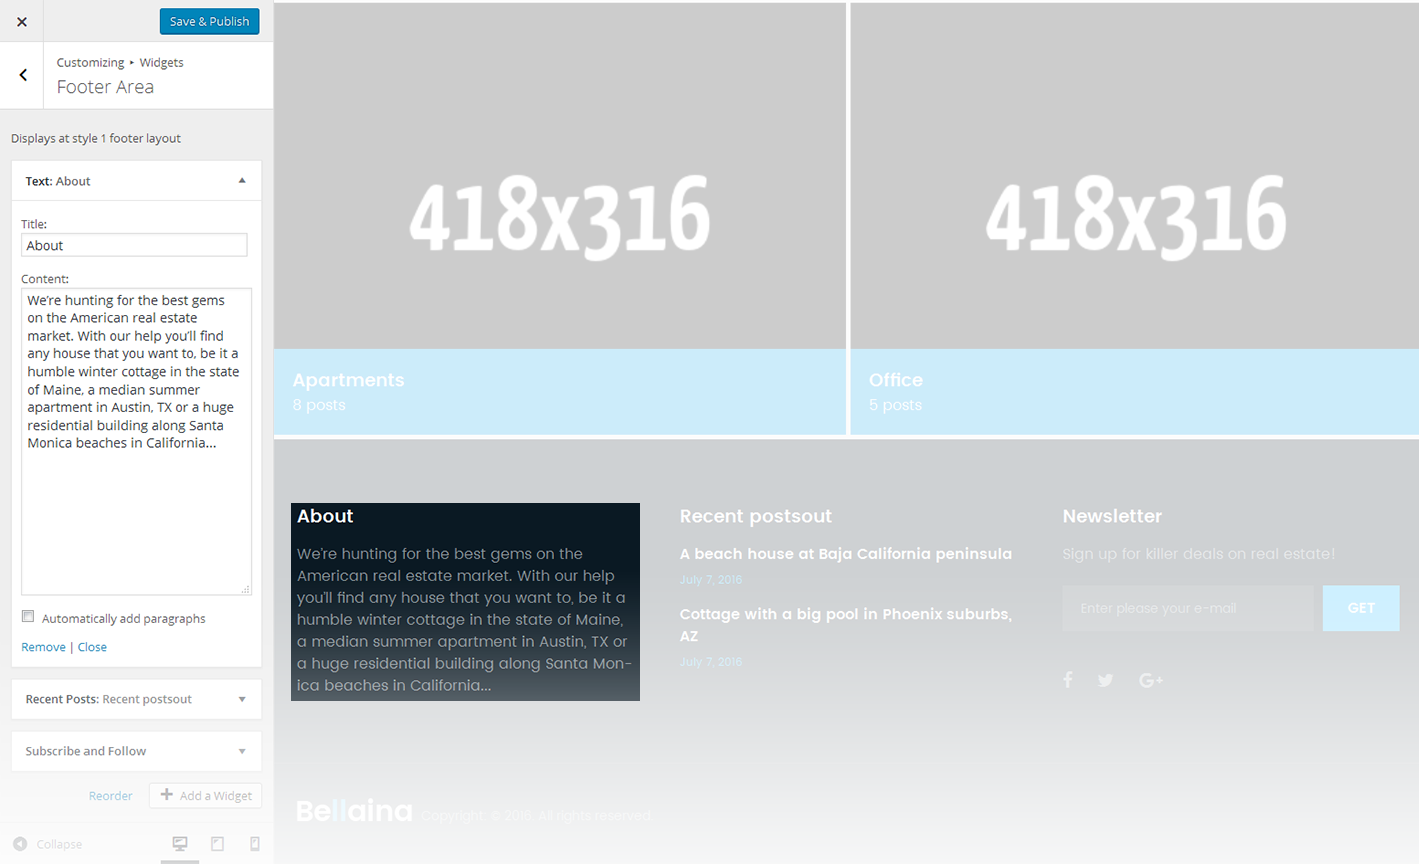 Save & Publish
Customizing ▸ Widgets
Footer Area
Displays at style 1 footer layout
Text: About
Title:
About
Content:
We're hunting for the best gems
on the American real estate
market. With our help you'll find
any house that you want to, be it a
humble winter cottage in the state
of Maine, a median summer
apartment in Austin, TX or a huge
residential building along Santa
Monica beaches in California...
Automatically add paragraphs
Remove | Close
Recent Posts: Recent postsout
Subscribe and Follow
Reorder
Add a Widget
Collapse
418x316
418x316
Apartments
8 posts
Office
5 posts
About
We're hunting for the best gems on the
American real estate market. With our help
you'll find any house that you want to, be it a
humble winter cottage in the state of Maine,
a median summer apartment in Austin, TX or
a huge residential building along Santa Mon-
ica beaches in California...
Recent postsout
A beach house at Baja California peninsula
July 7, 2016
Cottage with a big pool in Phoenix suburbs,
AZ
July 7, 2016
Newsletter
Sign up for killer deals on real estate!
Enter please your e-mail
GET
Bellaina
Copyright © 2016. All rights reserved.